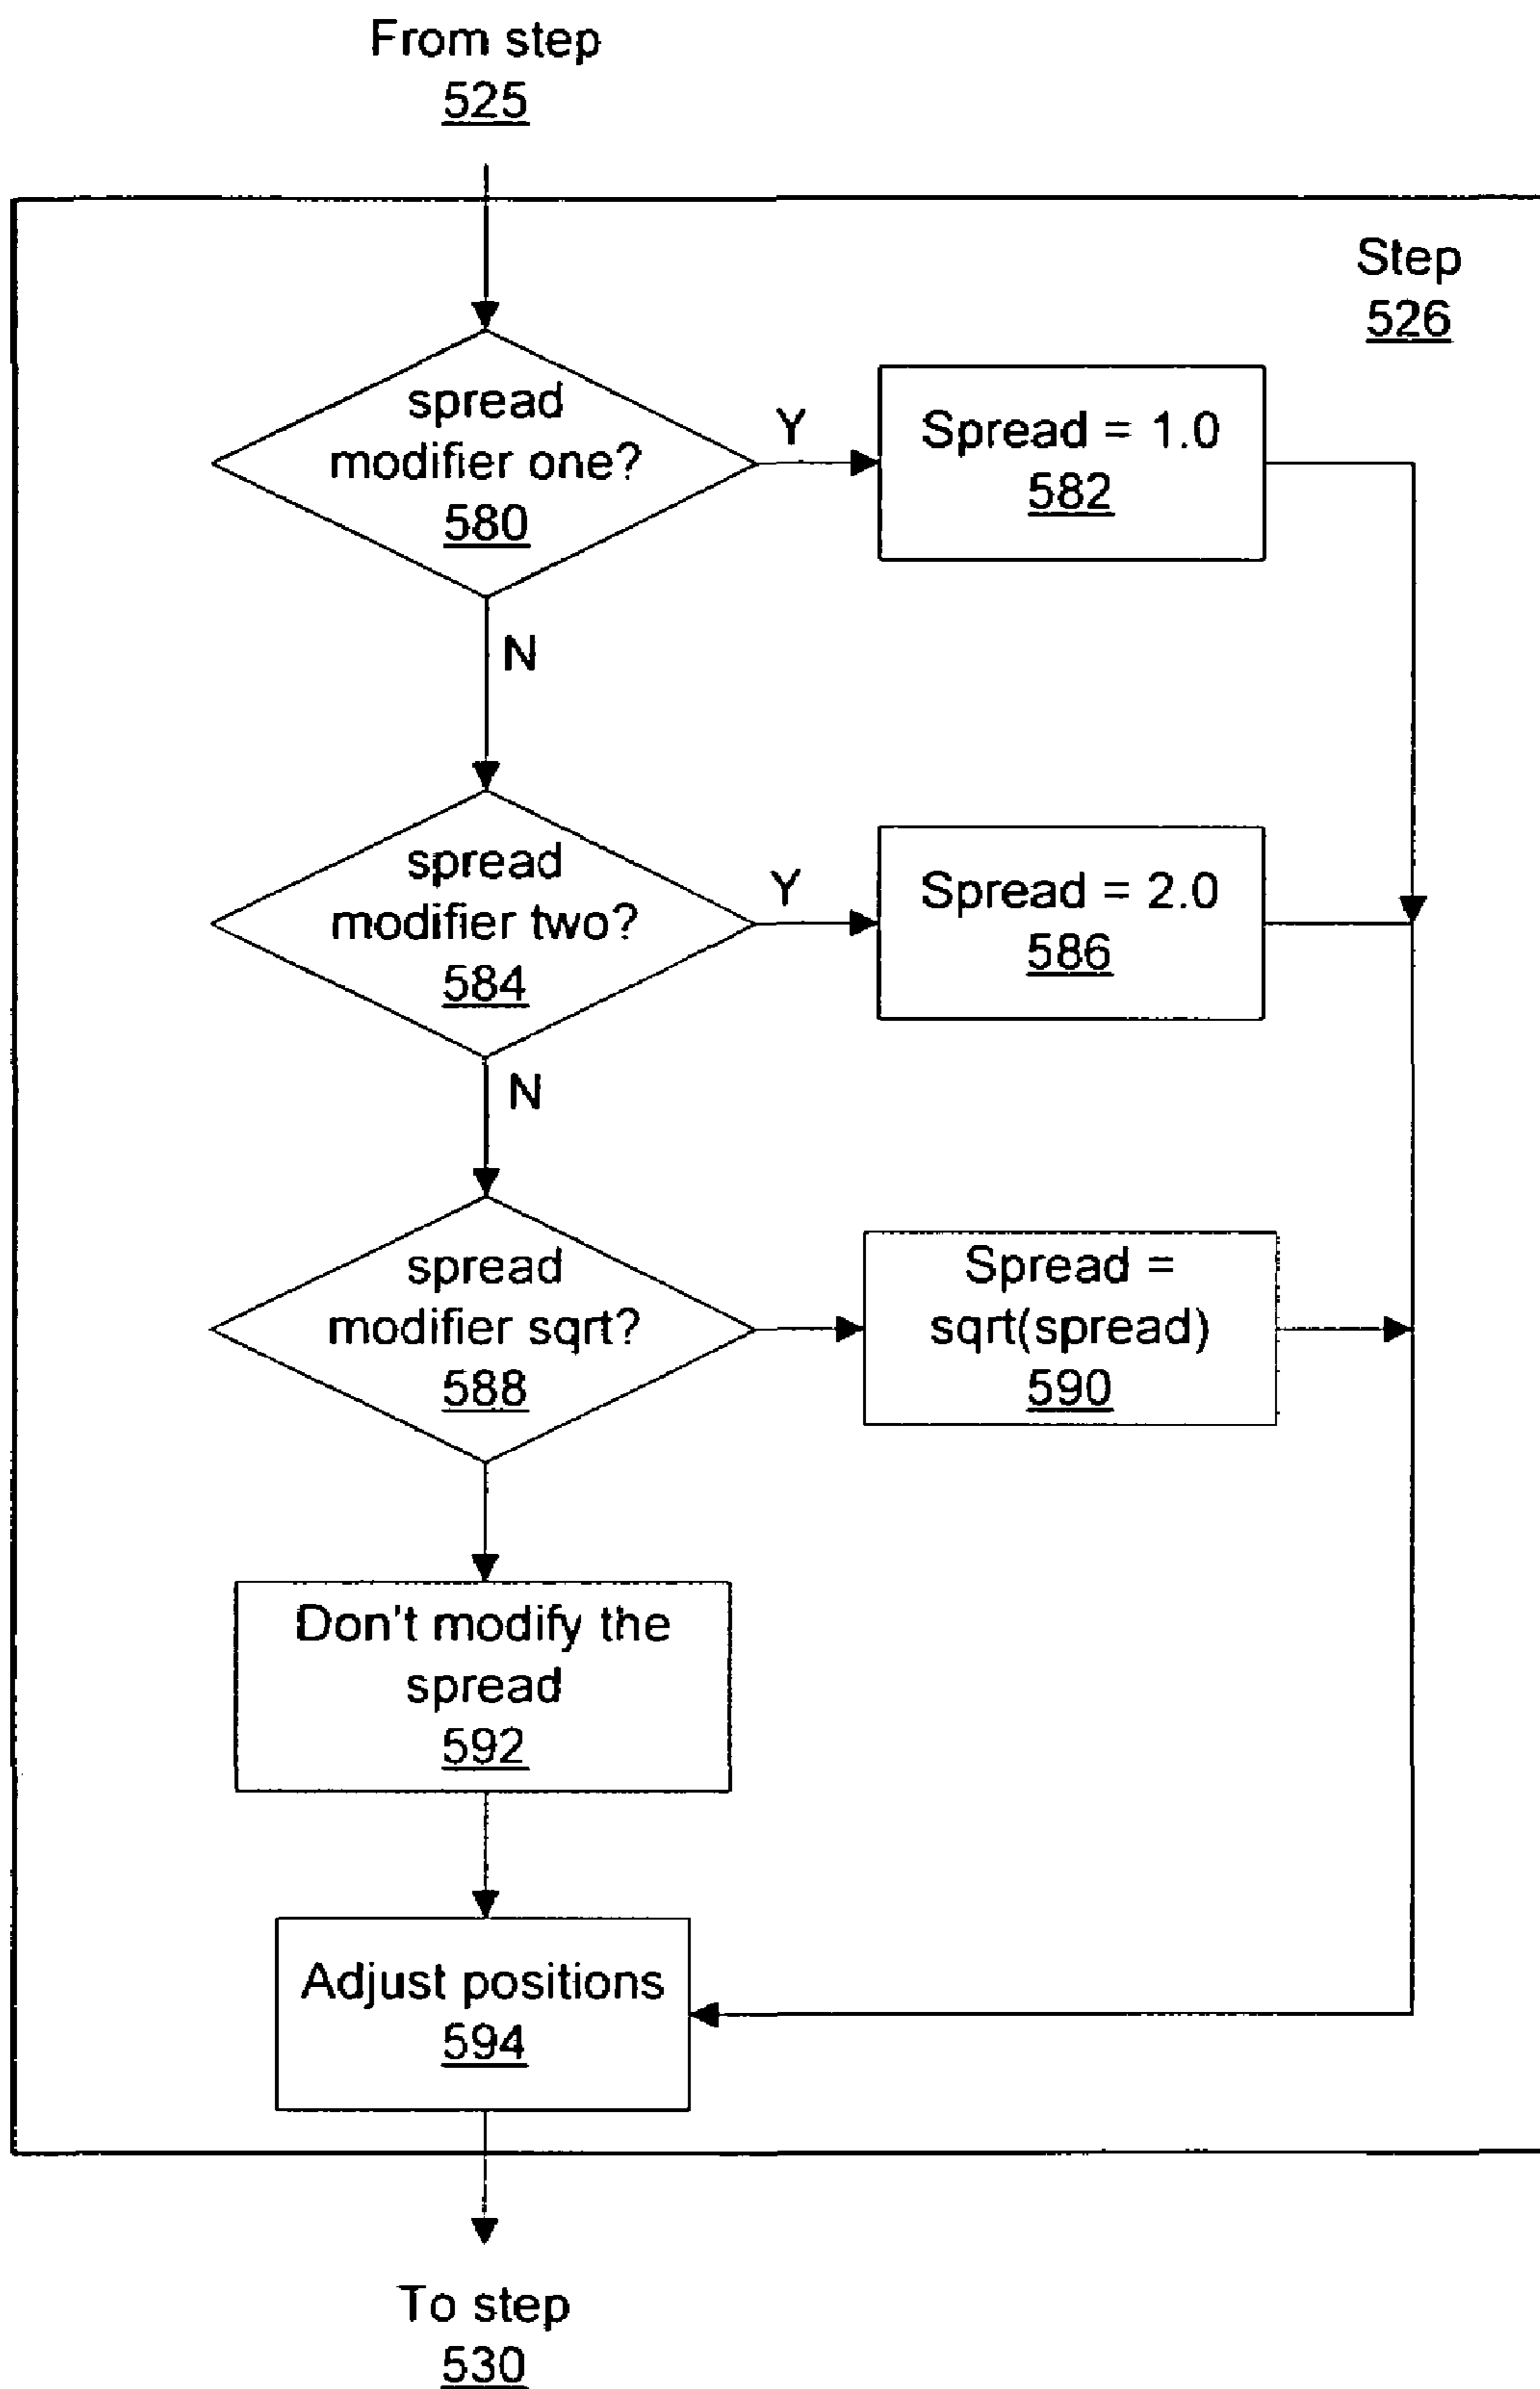 From step
525
Step
526
spread
modifier one?
580
Y
Spread = 1.0
582
N
spread
modifier two?
584
Y
Spread = 2.0
586
N
spread
modifier sqrt?
588
Spread =
sqrt(spread)
590
Don't modify the
spread
592
Adjust positions
594
To step
530